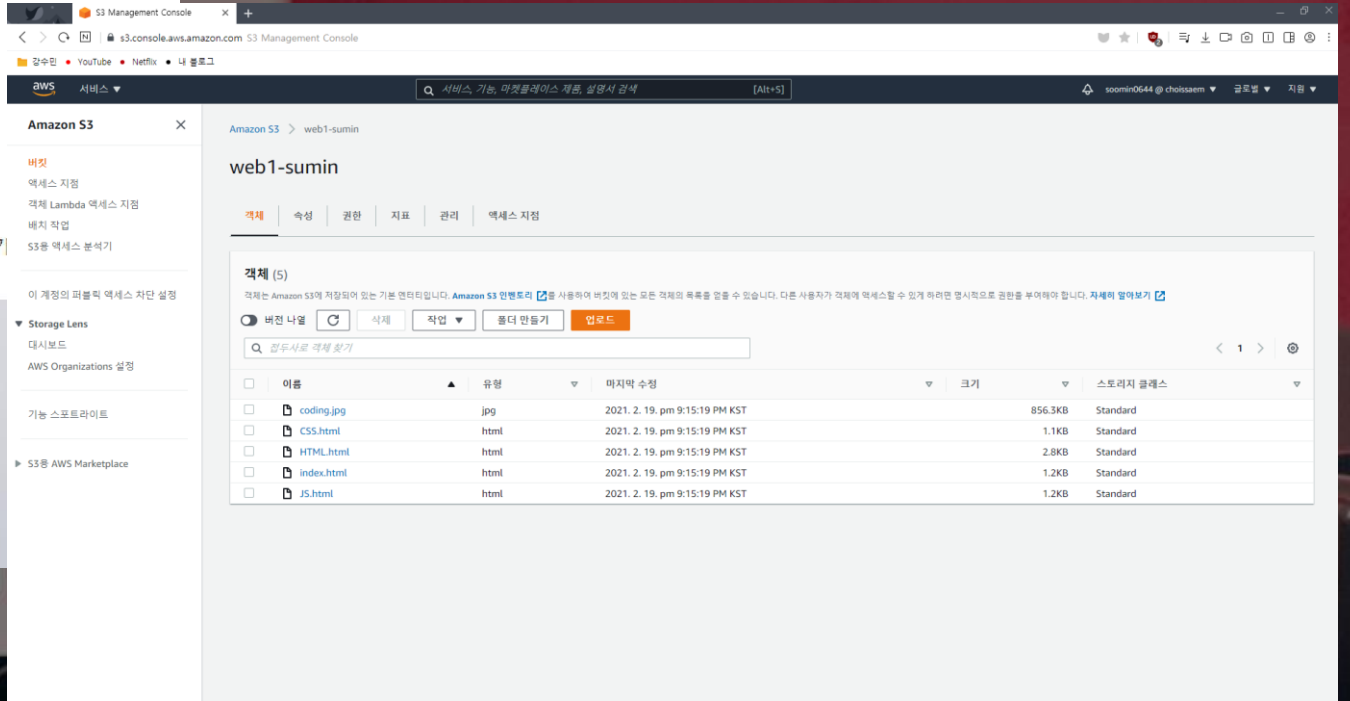 S3 Management Console
s3.console.aws.amazon.com S3 Management Console
강수민 YouTube Netflix 내 블로그
aws 서비스 ▼ 서비스, 기능, 마켓플레이스 제품, 설명서 검색 [Alt+S] soomin0644 @ choissaem ▼ 글로벌 ▼ 지원 ▼
Amazon S3
버킷
액세스 지점
객체 Lambda 액세스 지점
배치 작업
S3용 액세스 분석기
이 계정의 퍼블릭 액세스 차단 설정
Storage Lens
대시보드
AWS Organizations 설정
기능 스포트라이트
S3용 AWS Marketplace
Amazon S3 > web1-sumin
web1-sumin
객체 속성 권한 지표 관리 액세스 지점
객체 (5)
객체는 Amazon S3에 저장되어 있는 기본 엔터티입니다. Amazon S3 인벤토리를 사용하여 버킷에 있는 모든 객체의 목록을 얻을 수 있습니다. 다른 사용자가 객체에 액세스할 수 있게 하려면 명시적으로 권한을 부여해야 합니다. 자세히 알아보기
버전 나열 삭제 작업 ▼ 폴더 만들기 업로드
접두사로 객체 찾기 < 1 >
이름 유형 마지막 수정 크기 스토리지 클래스
coding.jpg jpg 2021. 2. 19. pm 9:15:19 PM KST 856.3KB Standard
CSS.html html 2021. 2. 19. pm 9:15:19 PM KST 1.1KB Standard
HTML.html html 2021. 2. 19. pm 9:15:19 PM KST 2.8KB Standard
index.html html 2021. 2. 19. pm 9:15:19 PM KST 1.2KB Standard
JS.html html 2021. 2. 19. pm 9:15:19 PM KST 1.2KB Standard